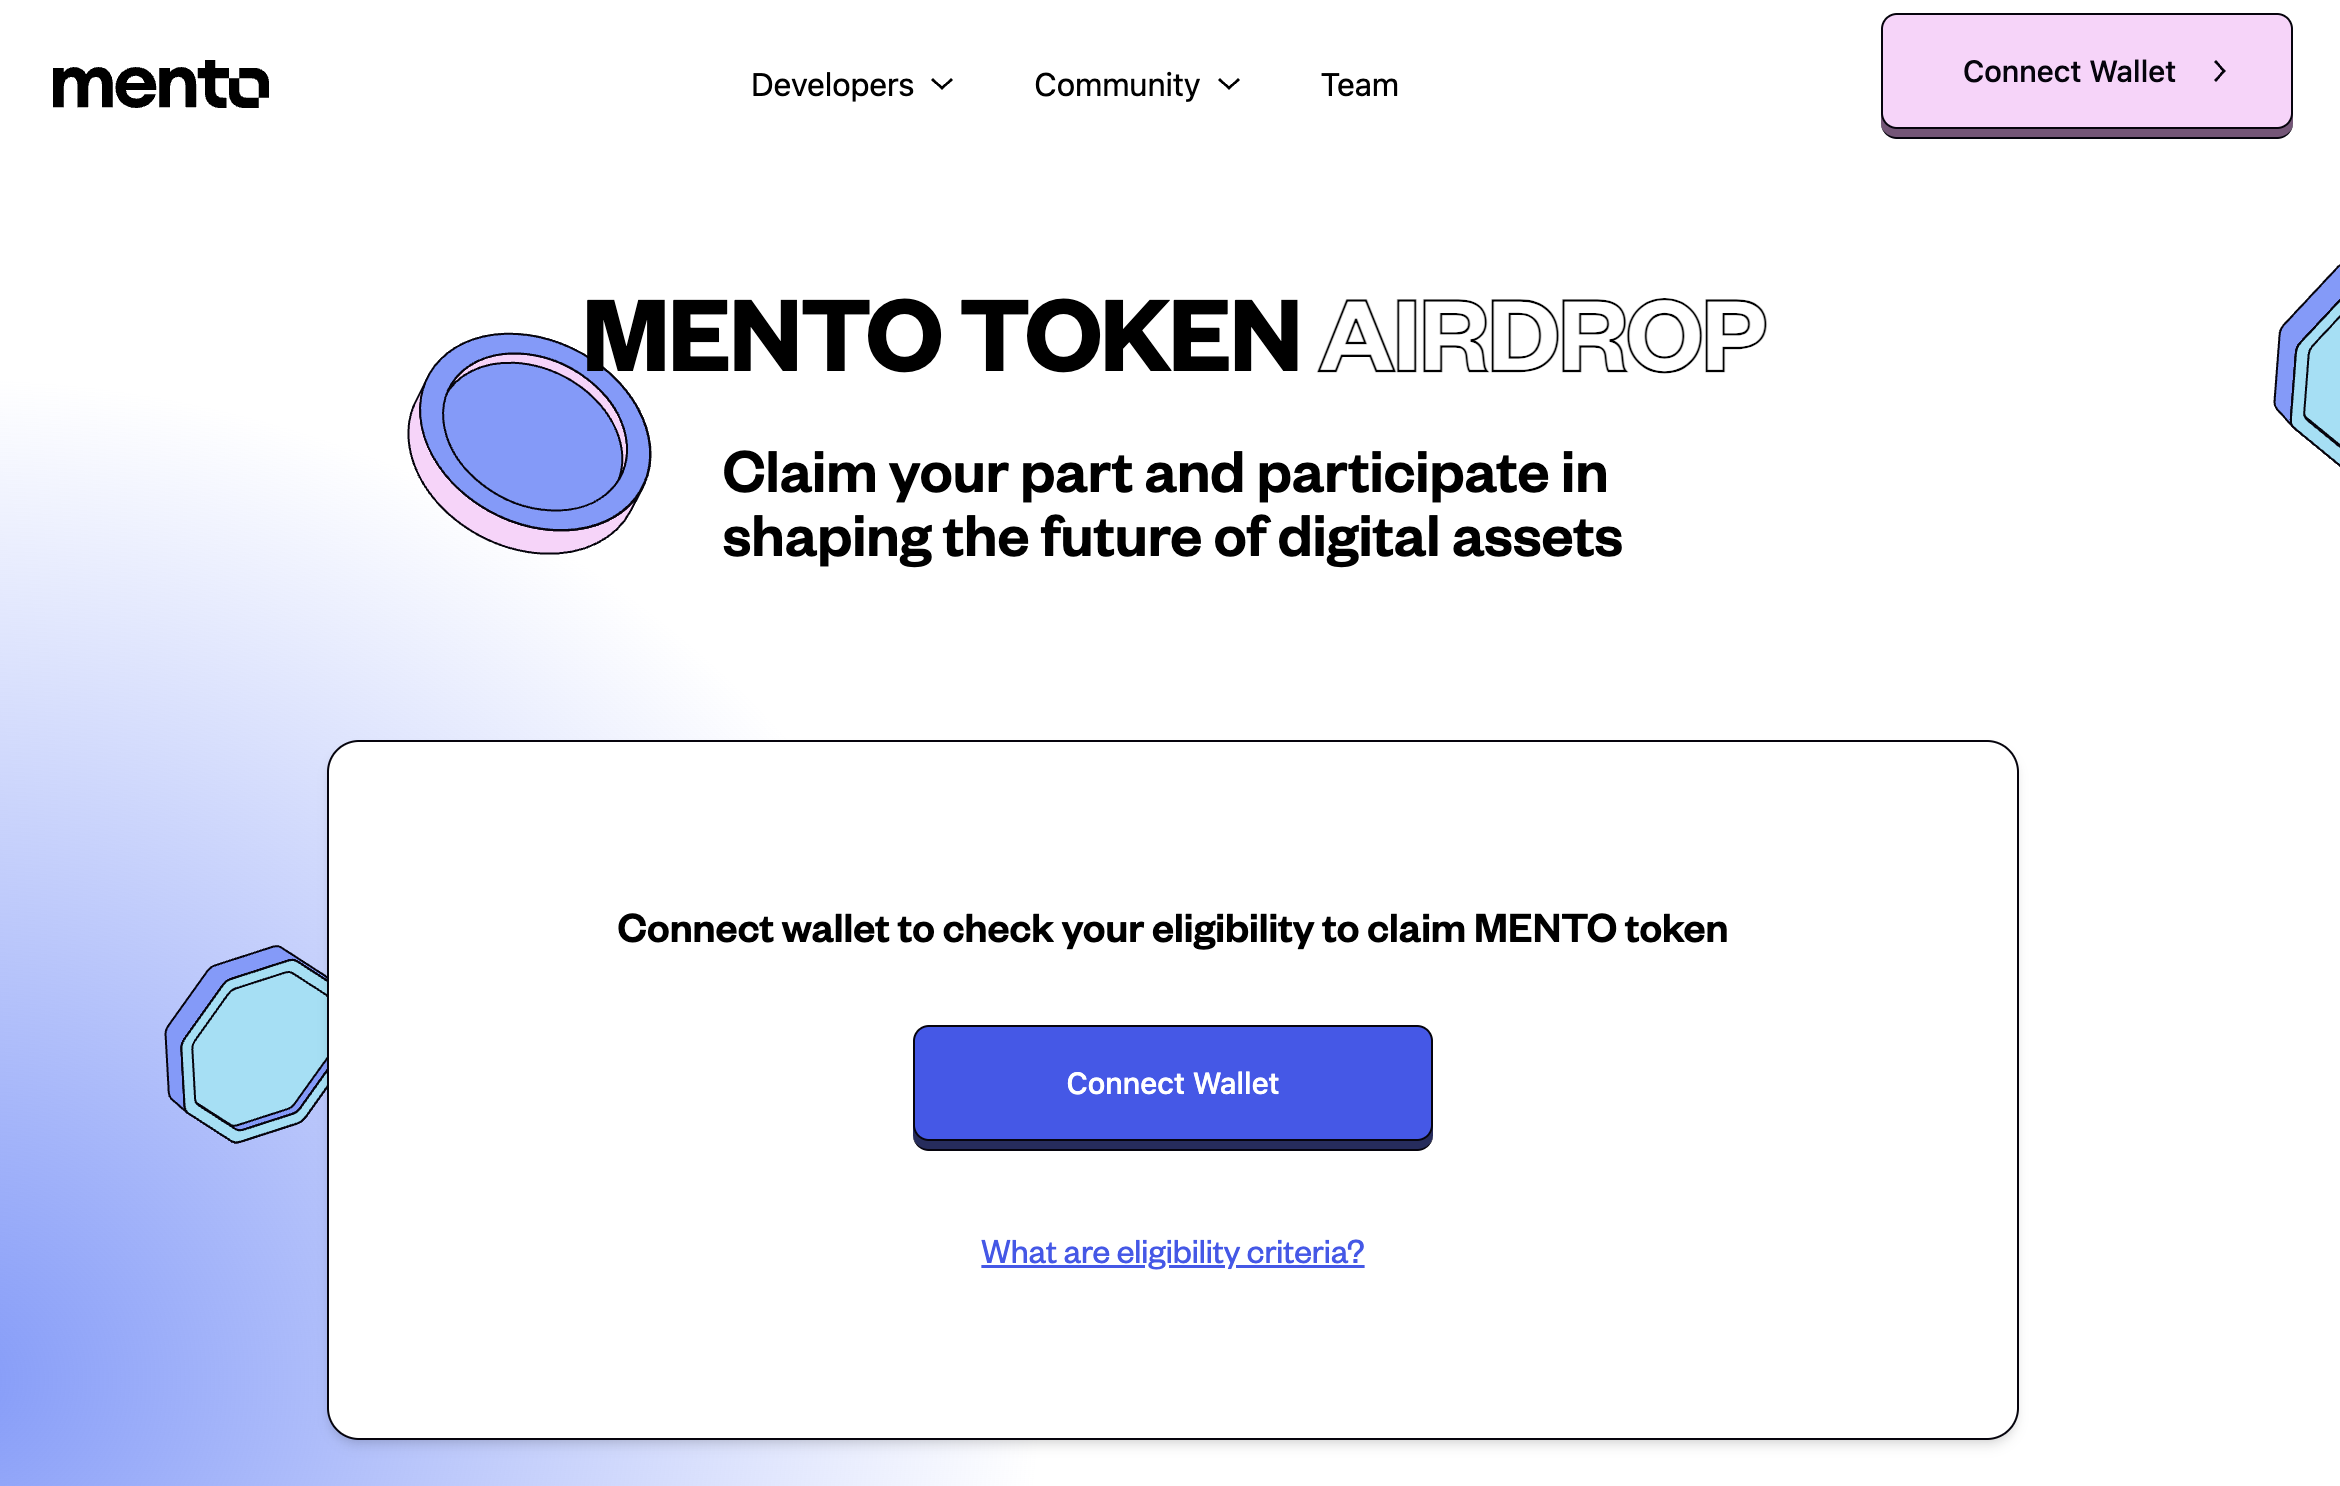 mento
Developers
Community
Team
Connect Wallet
MENTO TOKEN AIRDROP
Claim your part and participate in
shaping the future of digital assets
Connect wallet to check your eligibility to claim MENTO token
Connect Wallet
What are eligibility criteria?